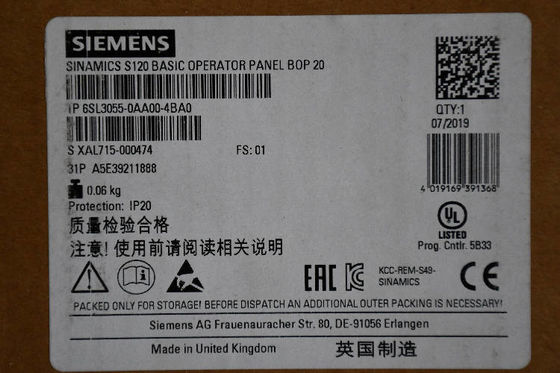 SIEMENS
SINAMICS S120 BASIC OPERATOR PANEL BOP 20
1P 6SL3055-0AA00-4BA0
QTY:1
07/2019
S XAL715-000474 FS: 01
31P A5E39211888
4 019169 391368
0.06 kg
Protection: IP20
UL
LISTED
Prog. Cntlr. 5B33
质量检验合格
注意! 使用前请阅读相关说明
EAC
KCC-REM-S49-
SINAMICS
CE
PACKED ONLY FOR STORAGE! BEFORE DISPATCH AN ADDITIONAL OUTER PACKING IS NECESSARY!
Siemens AG Frauenauracher Str. 80, DE-91056 Erlangen
Made in United Kingdom 英国制造